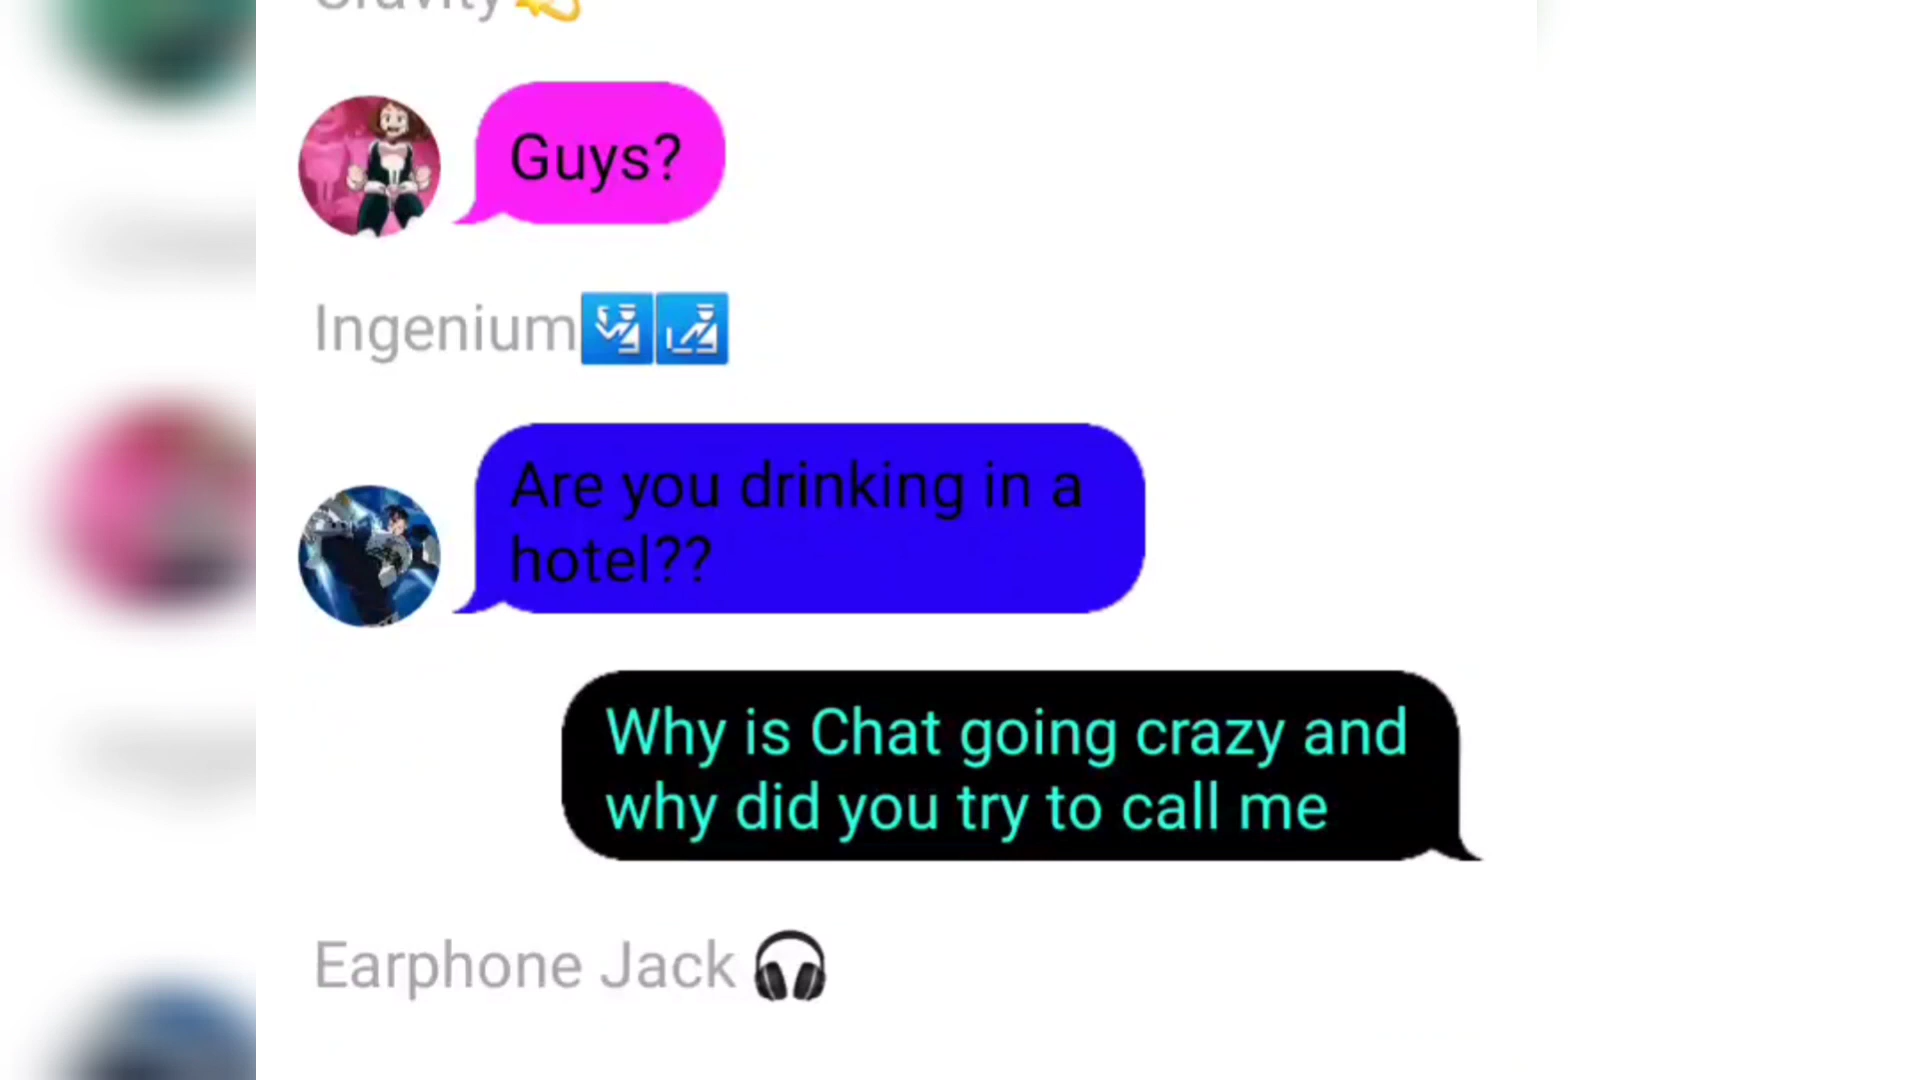 Gravity💫
Guys?
Ingenium🛂🛃
Are you drinking in a
hotel??
Why is Chat going crazy and
why did you try to call me
Earphone Jack 🎧